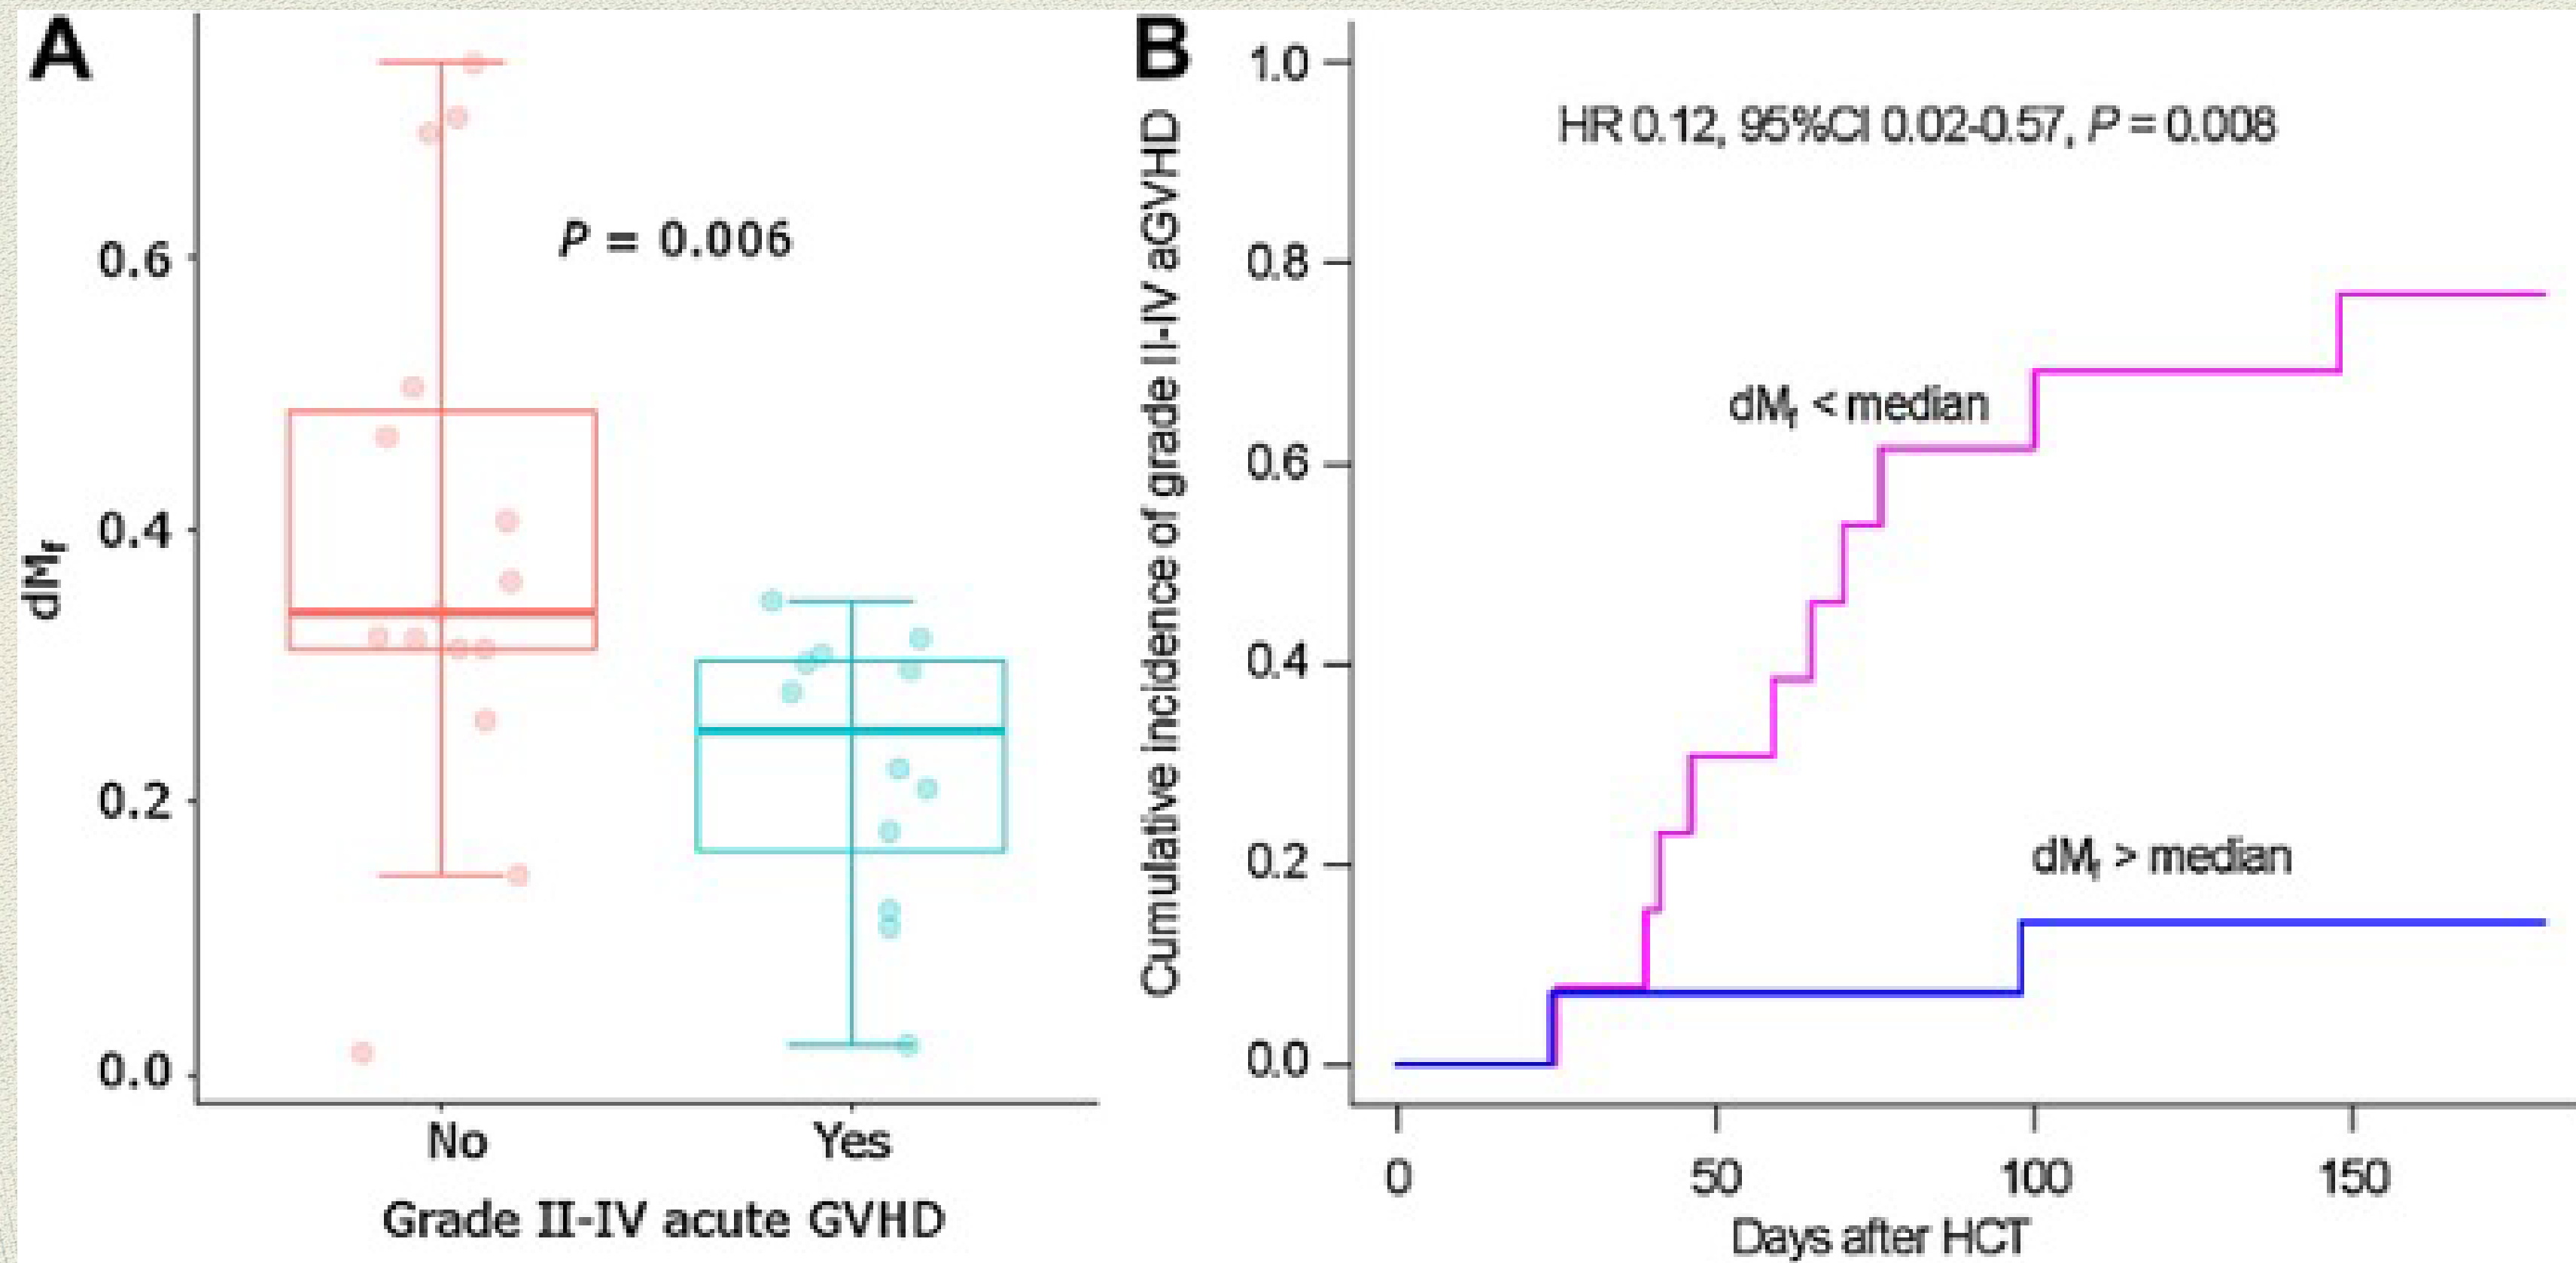 A
dMf
0.6
0.4
0.2
0.0
P = 0.006
No
Yes
Grade II-IV acute GVHD
B
Cumulative incidence of grade II-IV aGVHD
1.0
0.8
0.6
0.4
0.2
0.0
HR 0.12, 95%CI 0.02-0.57, P = 0.008
dMf < median
dMf > median
0
50
100
150
Days after HCT